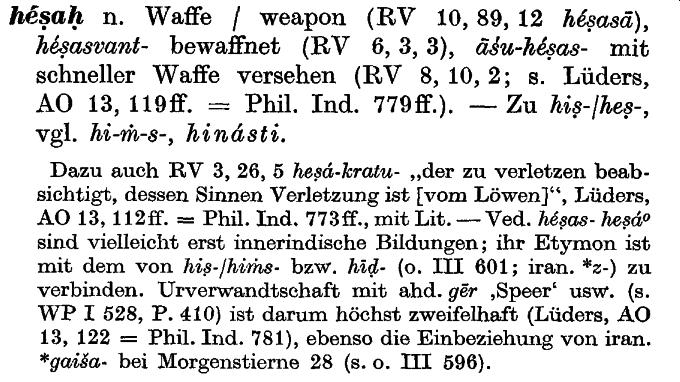 héṣaḥ n. Waffe / weapon (RV 10, 89, 12 héṣasā),
héṣasvant- bewaffnet (RV 6, 3, 3), āśu-héṣas- mit
schneller Waffe versehen (RV 8, 10, 2; s. Lüders,
AO 13, 119ff. = Phil. Ind. 779ff.). — Zu hiṣ-/heṣ-,
vgl. hi-ṁ-s-, hinásti.
Dazu auch RV 3, 26, 5 heṣá-kratu- „der zu verletzen beab-
sichtigt, dessen Sinnen Verletzung ist [vom Löwen]“, Lüders,
AO 13, 112ff. = Phil. Ind. 773ff., mit Lit. — Ved. héṣas- heṣá⁰
sind vielleicht erst innerindische Bildungen; ihr Etymon ist
mit dem von hiṣ-/hiṁs- bzw. hiḍ- (o. III 601; iran. *z-) zu
verbinden. Urverwandtschaft mit ahd. gēr ‚Speer‘ usw. (s.
WP I 528, P. 410) ist darum höchst zweifelhaft (Lüders, AO
13, 122 = Phil. Ind. 781), ebenso die Einbeziehung von iran.
*gaiša- bei Morgenstierne 28 (s. o. III 596).